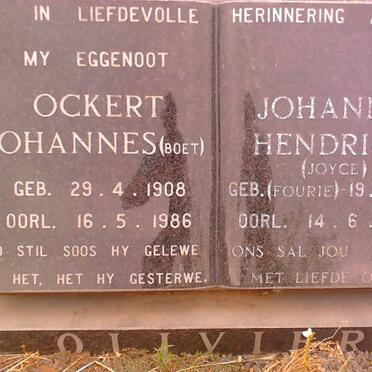 IN LIEFDEVOLLE
MY EGGENOOT
OCKERT
OHANNES (BOET)
GEB. 29.4.1908
OORL. 16.5.1986
STIL SOOS HY GELEWE
HET, HET HY GESTERWE.
HERINNERING
JOHANN
HENDRI
(JOYCE)
GEB. (FOURIE)-19
OORL. 14.6.
ONS SAL JOU
MET LIEFDE O
OLIVIER